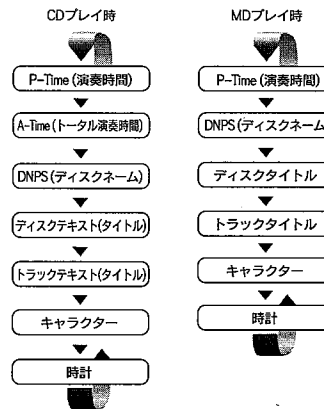 CDプレイ時
P-Time(演奏時間)
A-Time(トータル演奏時間)
DNPS(ディスクネーム)
ディスクテキスト(タイトル)
トラックテキスト(タイトル)
キャラクター
時計
MDプレイ時
P-Time(演奏時間)
DNPS(ディスクネーム
ディスクタイトル
トラックタイトル
キャラクター
時計